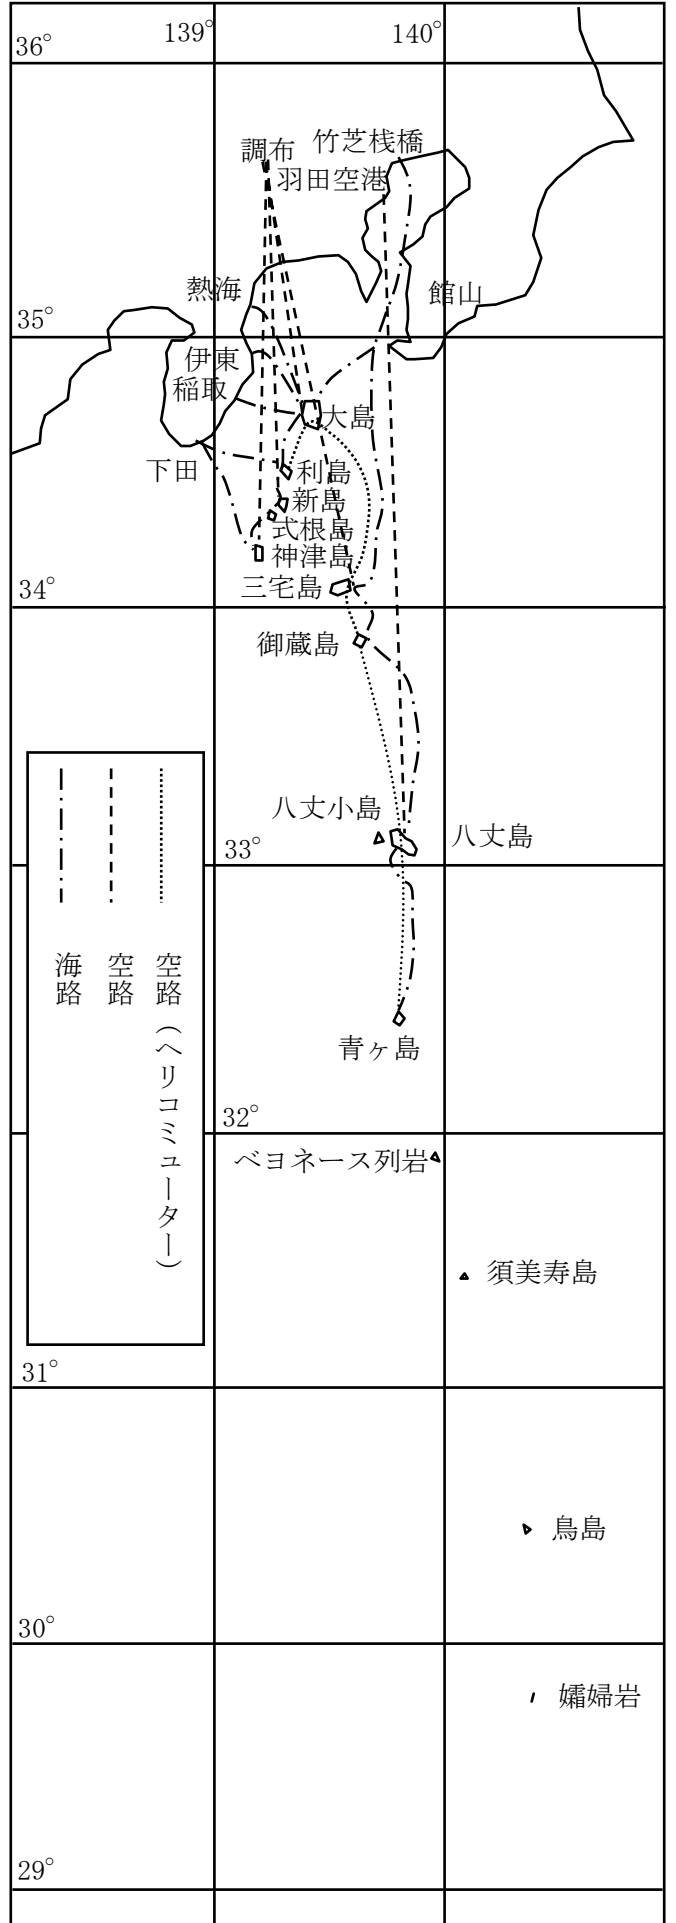 139°
140°
36°
竹芝桟橋
調布
羽田空港
熱海
館山
35°
伊東
稲取
大島
下田
利島
新島
式根島
神津島
三宅島
34°
御蔵島
八丈小島
八丈島
33°
海路
空路
空路(ヘリコミューター)
青ヶ島
32°
ベヨネース列岩
須美寿島
31°
鳥島
30°
孀婦岩
29°